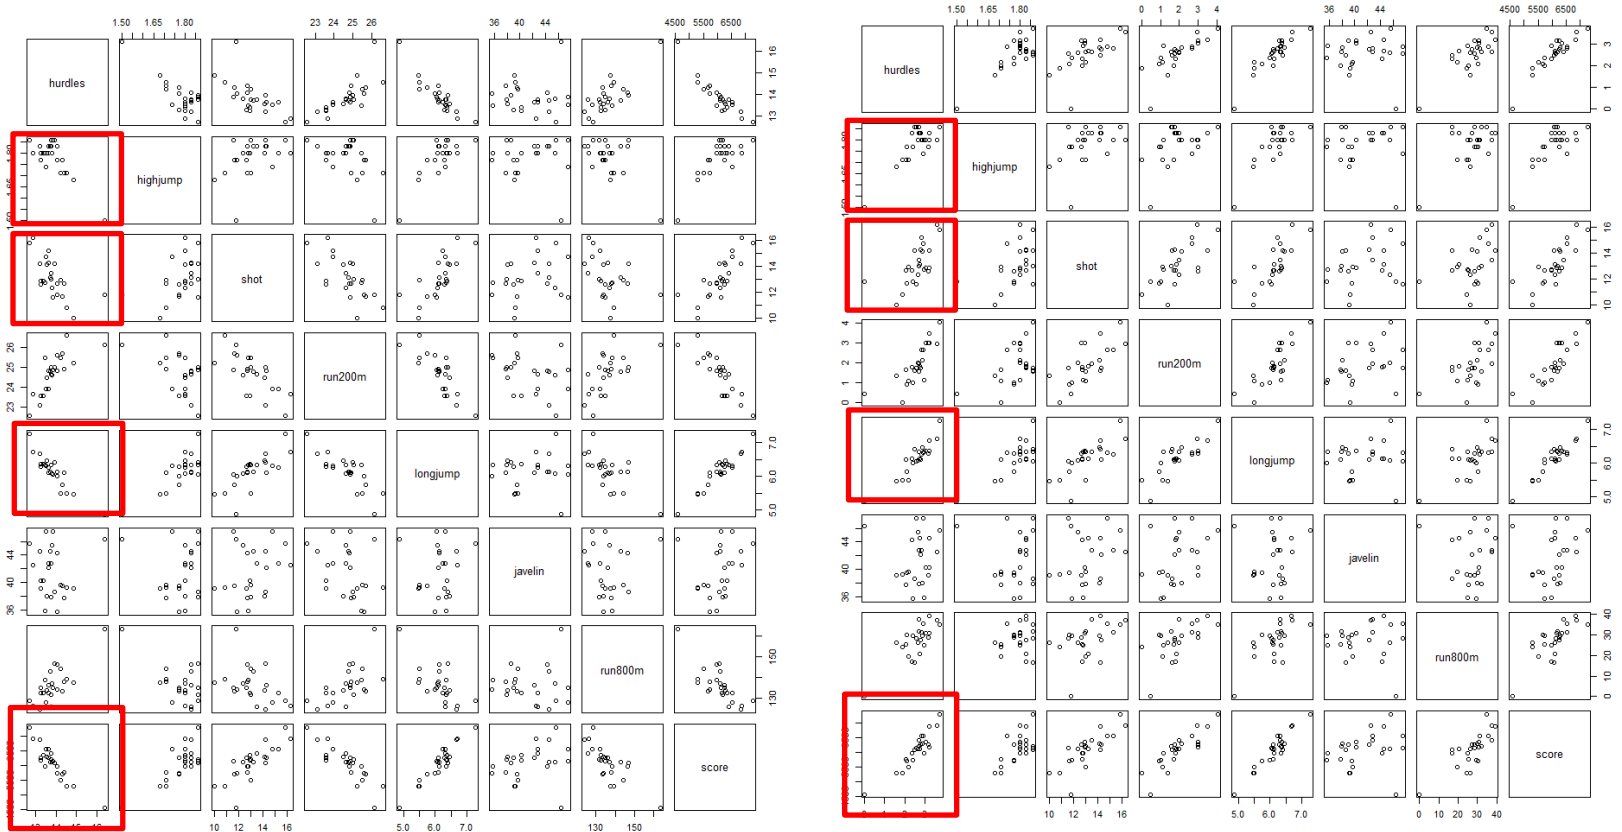 1.50 1.65 1.80 23 24 25 26 36 40 44 4500 5500 6500
1.50 1.65 1.80 0 1 2 3 4 36 40 44 4500 5500 6500
hurdles 13 14 15 16
hurdles 0 1 2 3
highjump
highjump
shot 10 12 14 16
shot 10 12 14 16
23 24 25 26 run200m
0 1 2 3 4 run200m
longjump 5.0 6.0 7.0
longjump 5.0 6.0 7.0
36 40 44 javelin
36 40 44 javelin
run800m 130 150
run800m 0 10 20 30 40
score
score
10 12 14 16 5.0 6.0 7.0 130 150
10 12 14 16 5.0 6.0 7.0 0 10 20 30 40